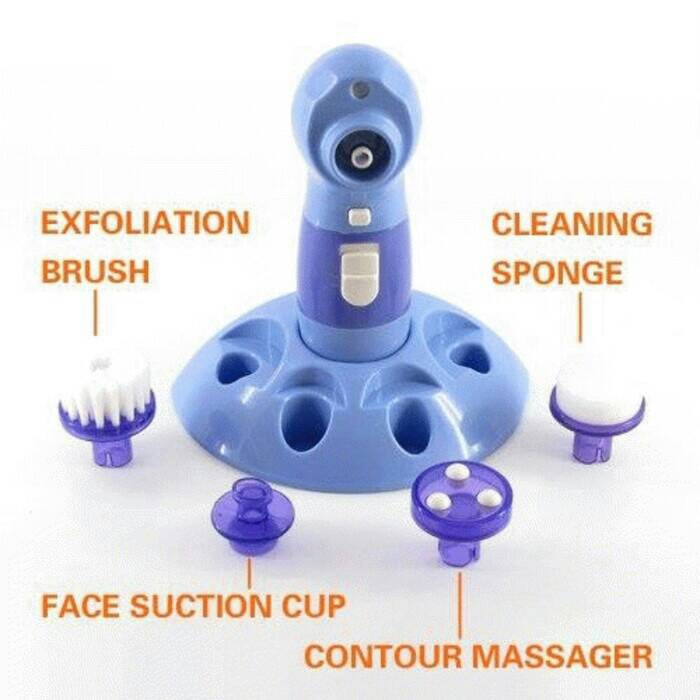 EXFOLIATION
BRUSH
CLEANING
SPONGE
FACE SUCTION CUP
CONTOUR MASSAGER